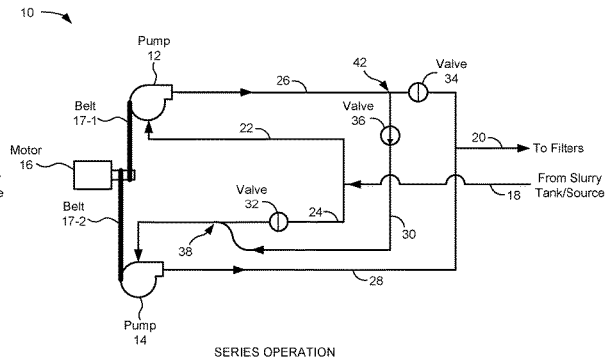 10
Pump
12
42
Valve
34
26
Belt
17-1
Valve
36
22
20
To Filters
Motor
16
From Slurry
Tank/Source
18
Valve
32
24
Belt
17-2
38
30
28
Pump
14
SERIES OPERATION